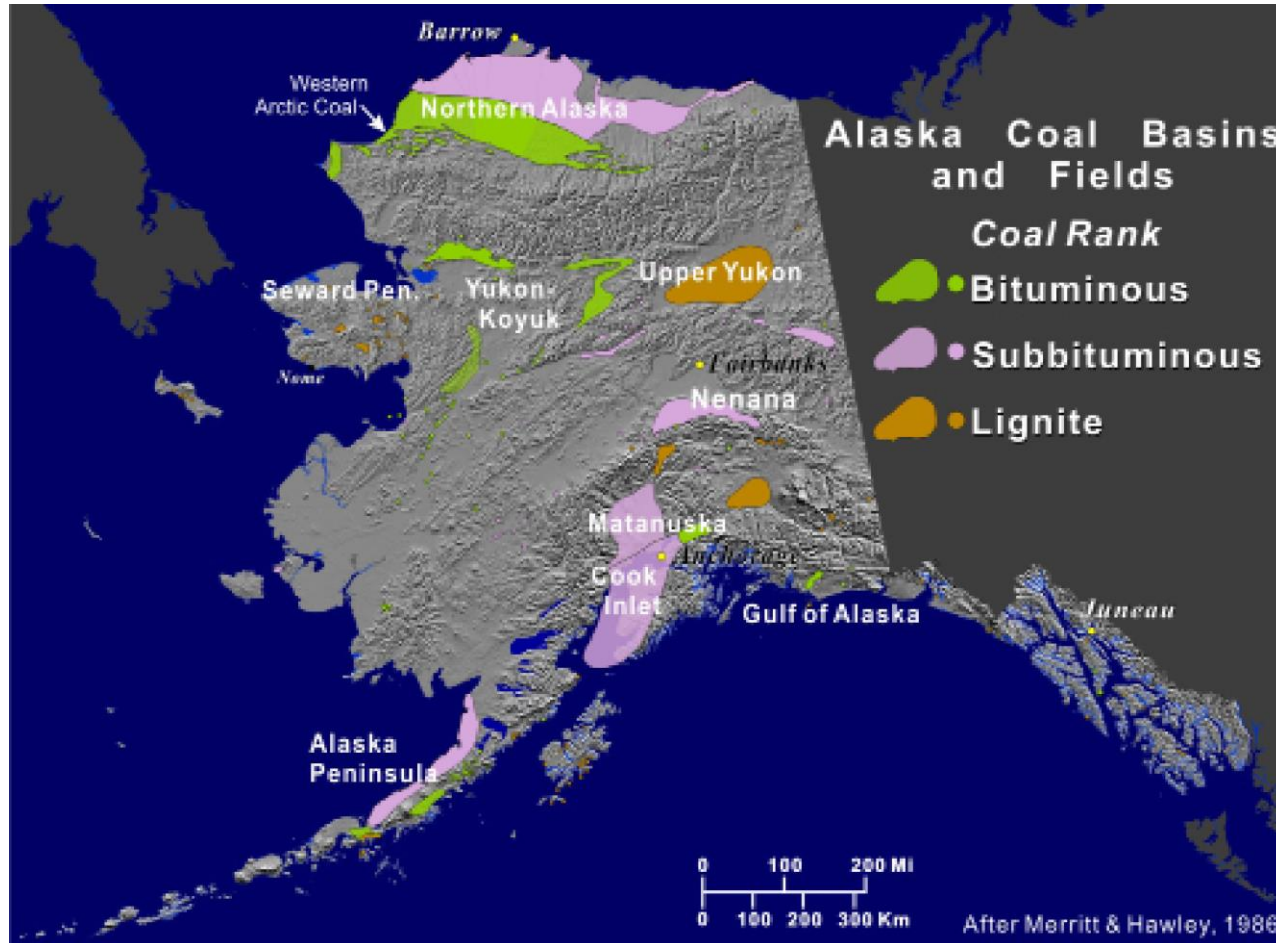 Barrow
Western
Arctic Coal
Northern Alaska
Alaska Coal Basins
and Fields
Coal Rank
Bituminous
Subbituminous
Lignite
Upper Yukon
Seward Pen.
Yukon-
Koyuk
Nome
Fairbanks
Nenana
Matanuska
Anchorage
Cook
Inlet
Gulf of Alaska
Juneau
Alaska
Peninsula
0 100 200 Mi
0 100 200 300 Km
After Merritt & Hawley, 1986